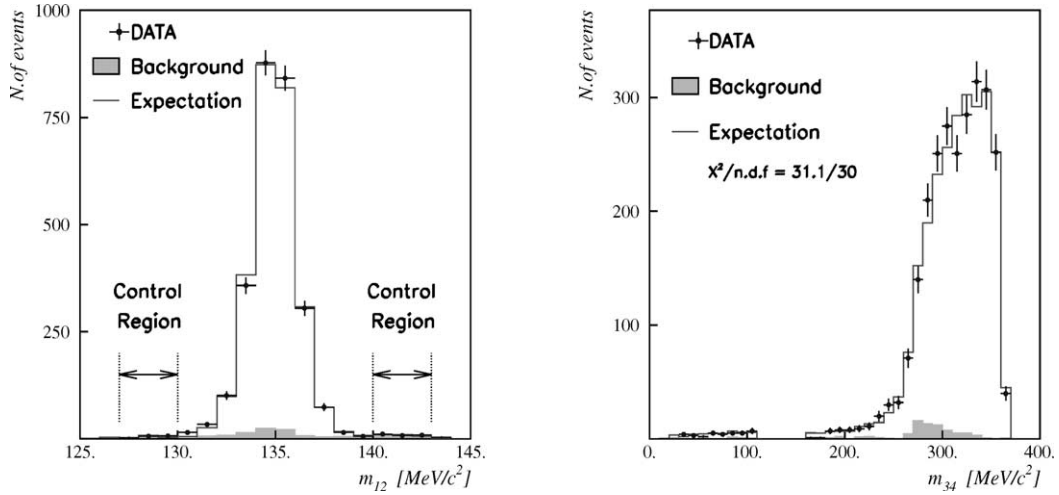 N.of events
1000
750
500
250
DATA
Background
Expectation
Control
Region
Control
Region
125.
130.
135.
140.
145.
m12 [MeV/c2]
N.of events
300
200
100
DATA
Background
Expectation
X²/n.d.f = 31.1/30
0.
100.
200.
300.
400.
m34 [MeV/c2]